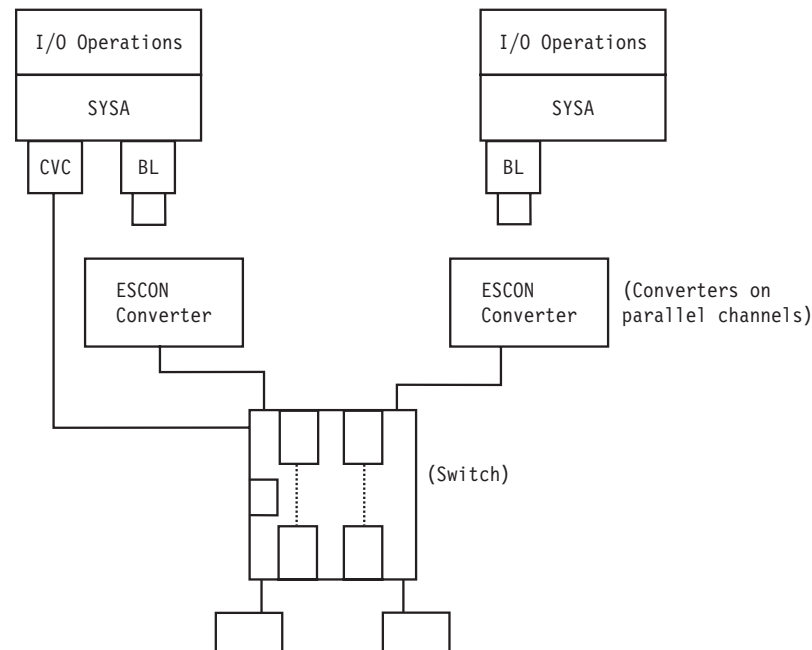 I/O Operations
I/O Operations
SYSA
SYSA
CVC
BL
BL
ESCON
Converter
ESCON
Converter
(Converters on
parallel channels)
(Switch)